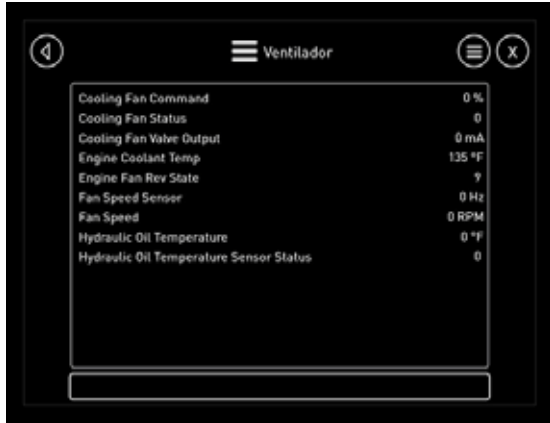 Ventilador
X
Cooling Fan Command 0 %
Cooling Fan Status 0
Cooling Fan Valve Output 0 mA
Engine Coolant Temp 135 °F
Engine Fan Rev State ?
Fan Speed Sensor 0 Hz
Fan Speed 0 RPM
Hydraulic Oil Temperature 0 °F
Hydraulic Oil Temperature Sensor Status 0